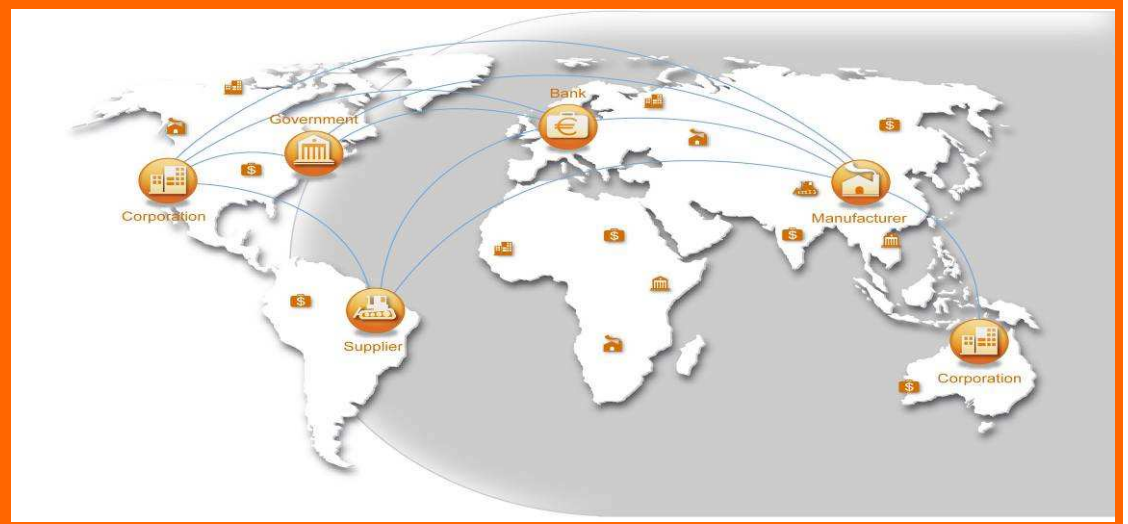 Bank
Government
Corporation
Manufacturer
Supplier
Corporation
€
$
$
$
$
$
$